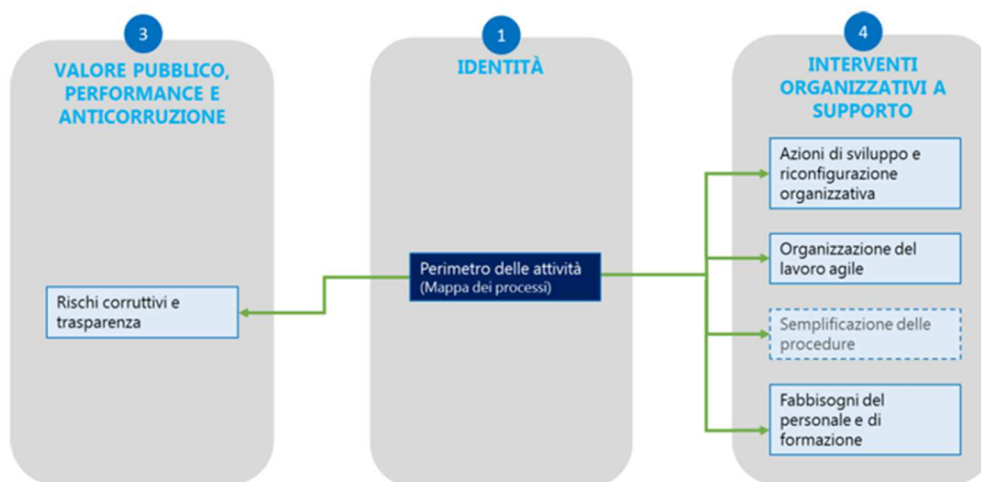 3
VALORE PUBBLICO,
PERFORMANCE E
ANTICORRUZIONE
Rischi corruttivi e
trasparenza
1
IDENTITÀ
Perimetro delle attività
(Mappa dei processi)
4
INTERVENTI
ORGANIZZATIVI A
SUPPORTO
Azioni di sviluppo e
riconfigurazione
organizzativa
Organizzazione del
lavoro agile
Semplificazione delle
procedure
Fabbisogni del
personale e di
formazione